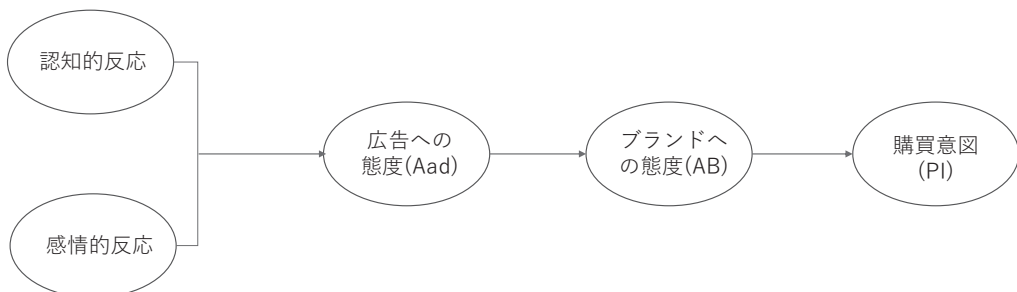 認知的反応
感情的反応
広告への
態度(Aad)
ブランドへ
の態度(AB)
購買意図
(PI)